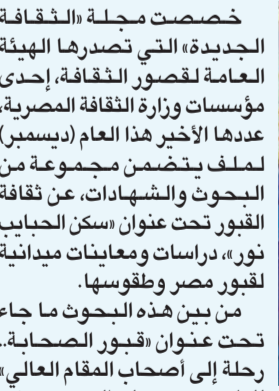 خصصت مجلة «الثقافة
الجديدة» التي تصدرها الهيئة
العامة لقصور الثقافة، إحدى
مؤسسات وزارة الثقافة المصرية،
عددها الأخير هذا العام (ديسمبر)
لملف يتضمن مجموعة من
البحوث والشهادات، عن ثقافة
القبور تحت عنوان «سكن الحبايب
نور»، دراسات ومعاينات ميدانية
لقبور مصر وطقوسها.
من بين هذه البحوث ما جاء
تحت عنوان «قبور الصحابة..
رحلة إلى أصحاب المقام العالي»